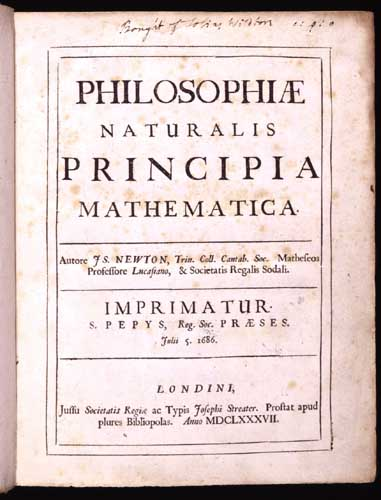 Bought of
PHILOSOPHIÆ
NATURALIS
PRINCIPIA
MATHEMATICA.
Autore JS. NEWTON, Trin. Coll. Cantab. Soc. Matheseos
Professore Lucasiano, & Societatis Regalis Sodali.
IMPRIMATUR·
S. PEPYS, Reg. Soc. PRÆSES.
Julii 5. 1686.
LONDINI,
Jussu Societatis Regiæ ac Typis Josephi Streater. Prostat apud
plures Bibliopolas. Anno MDCLXXXVII.